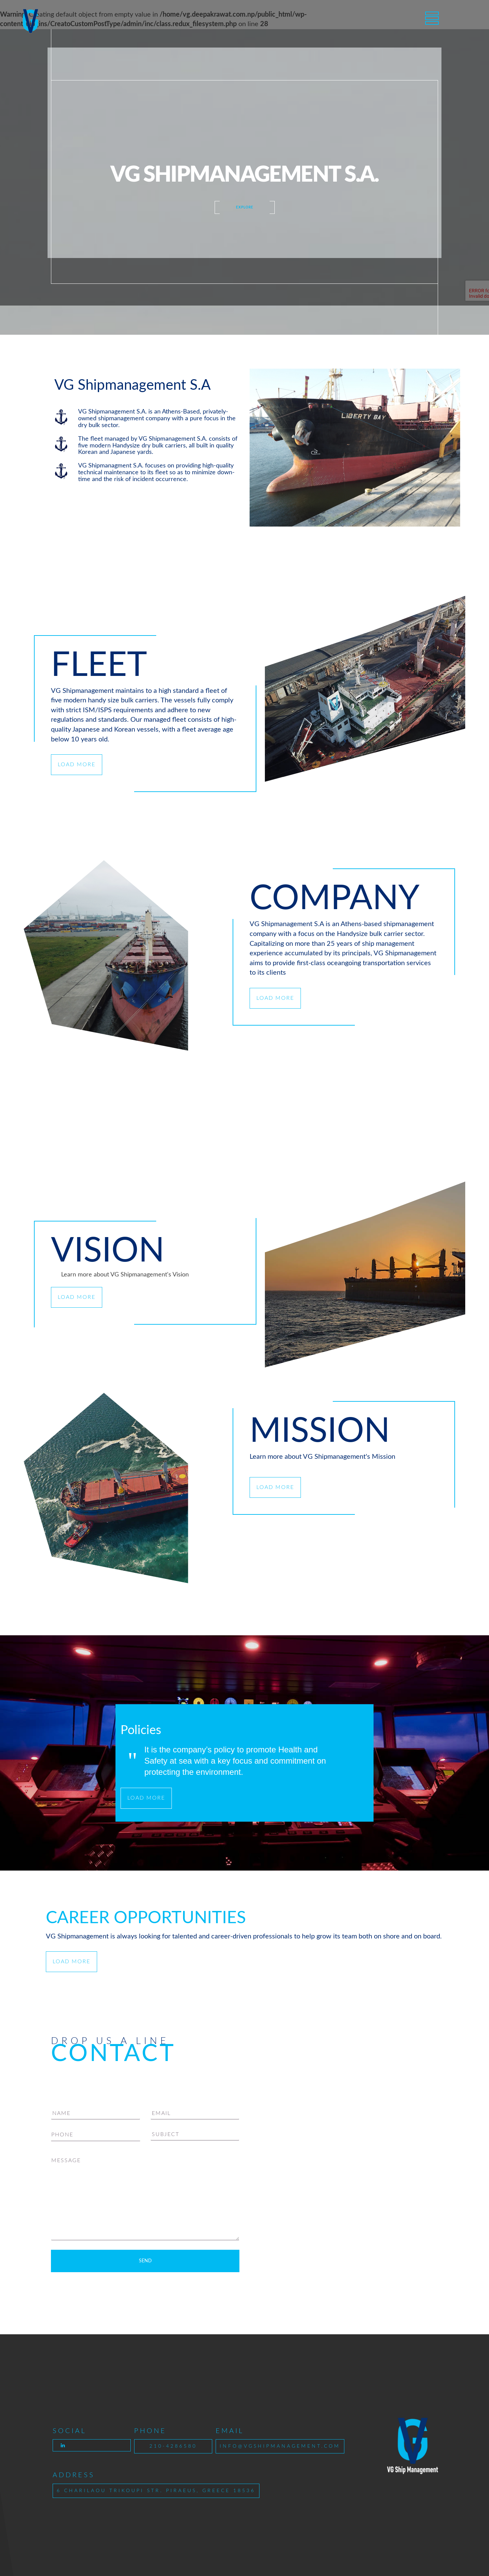 Warning: Creating default object from empty value in /home/vg.deepakrawat.com.np/public_html/wp-
content/plugins/CreatoCustomPostType/admin/inc/class.redux_filesystem.php on line 28
VG SHIPMANAGEMENT S.A.
ERROR
VG Shipmanagement S.A
VG Shipmanagement S.A. is an Athens-Based, privately-
owned shipmanagement company with a pure focus in the
dry bulk sector.
The fleet managed by VG Shipmanagement S.A. consists of
five modern Handysize dry bulk carriers, all built in quality
Korean and Japanese yards.
VG Shipmanagment S.A. focuses on providing high-quality
technical maintenance to its fleet so as to minimize down-
time and the risk of incident occurrence.
LIBERTY BAY
FLEET
VG Shipmanagement maintains to a high standard a fleet of
five modern handy size bulk carriers. The vessels fully comply
with strict ISM/ISPS requirements and adhere to new
regulations and standards. Our managed fleet consists of high-
quality Japanese and Korean vessels, with a fleet average age
below 10 years old.
LOAD MORE
COMPANY
VG Shipmanagement S.A is an Athens-based shipmanagement
company with a focus on the Handysize bulk carrier sector.
Capitalizing on more than 25 years of ship management
experience accumulated by its principals, VG Shipmanagement
aims to provide first-class oceangoing transportation services
to its clients
LOAD MORE
VISION
Learn more about VG Shipmanagement's Vision
LOAD MORE
MISSION
Learn more about VG Shipmanagement's Mission
LOAD MORE
Policies
" It is the company's policy to promote Health and
Safety at sea with a key focus and commitment on
protecting the environment.
LOAD MORE
CAREER OPPORTUNITIES
VG Shipmanagement is always looking for talented and career-driven professionals to help grow its team both on shore and on board.
LOAD MORE
DROP US A LINE
CONTACT
NAME
EMAIL
PHONE
SUBJECT
MESSAGE
SEND
SOCIAL
PHONE
EMAIL
in
210-4286580
INFO@VGSHIPMANAGEMENT.COM
ADDRESS
6 CHARILAOU TRIKOUPI STR. PIRAEUS, GREECE 18536
VG Ship Management